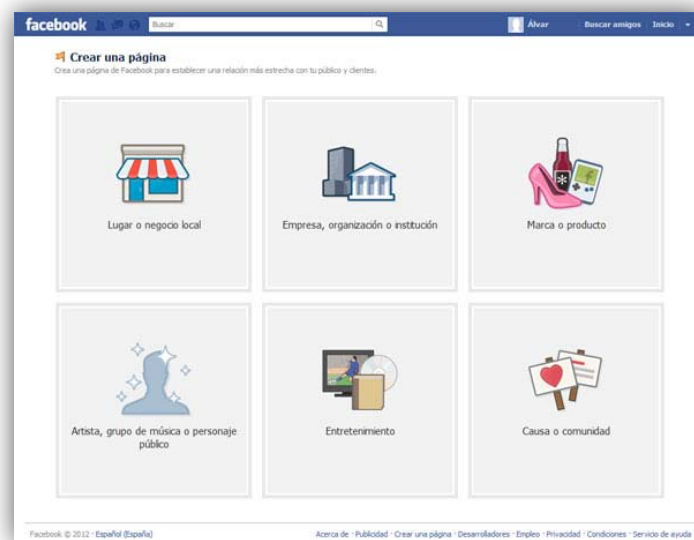 facebook Buscar Álvar Buscar amigos Inicio
Crear una página
Crea una página de Facebook para establecer una relación más estrecha con tu público y clientes.
Lugar o negocio local
Empresa, organización o institución
Marca o producto
Artista, grupo de música o personaje
público
Entretenimiento
Causa o comunidad
Facebook © 2012 · Español (España) Acerca de · Publicidad · Crear una página · Desarrolladores · Empleo · Privacidad · Condiciones · Servicio de ayuda